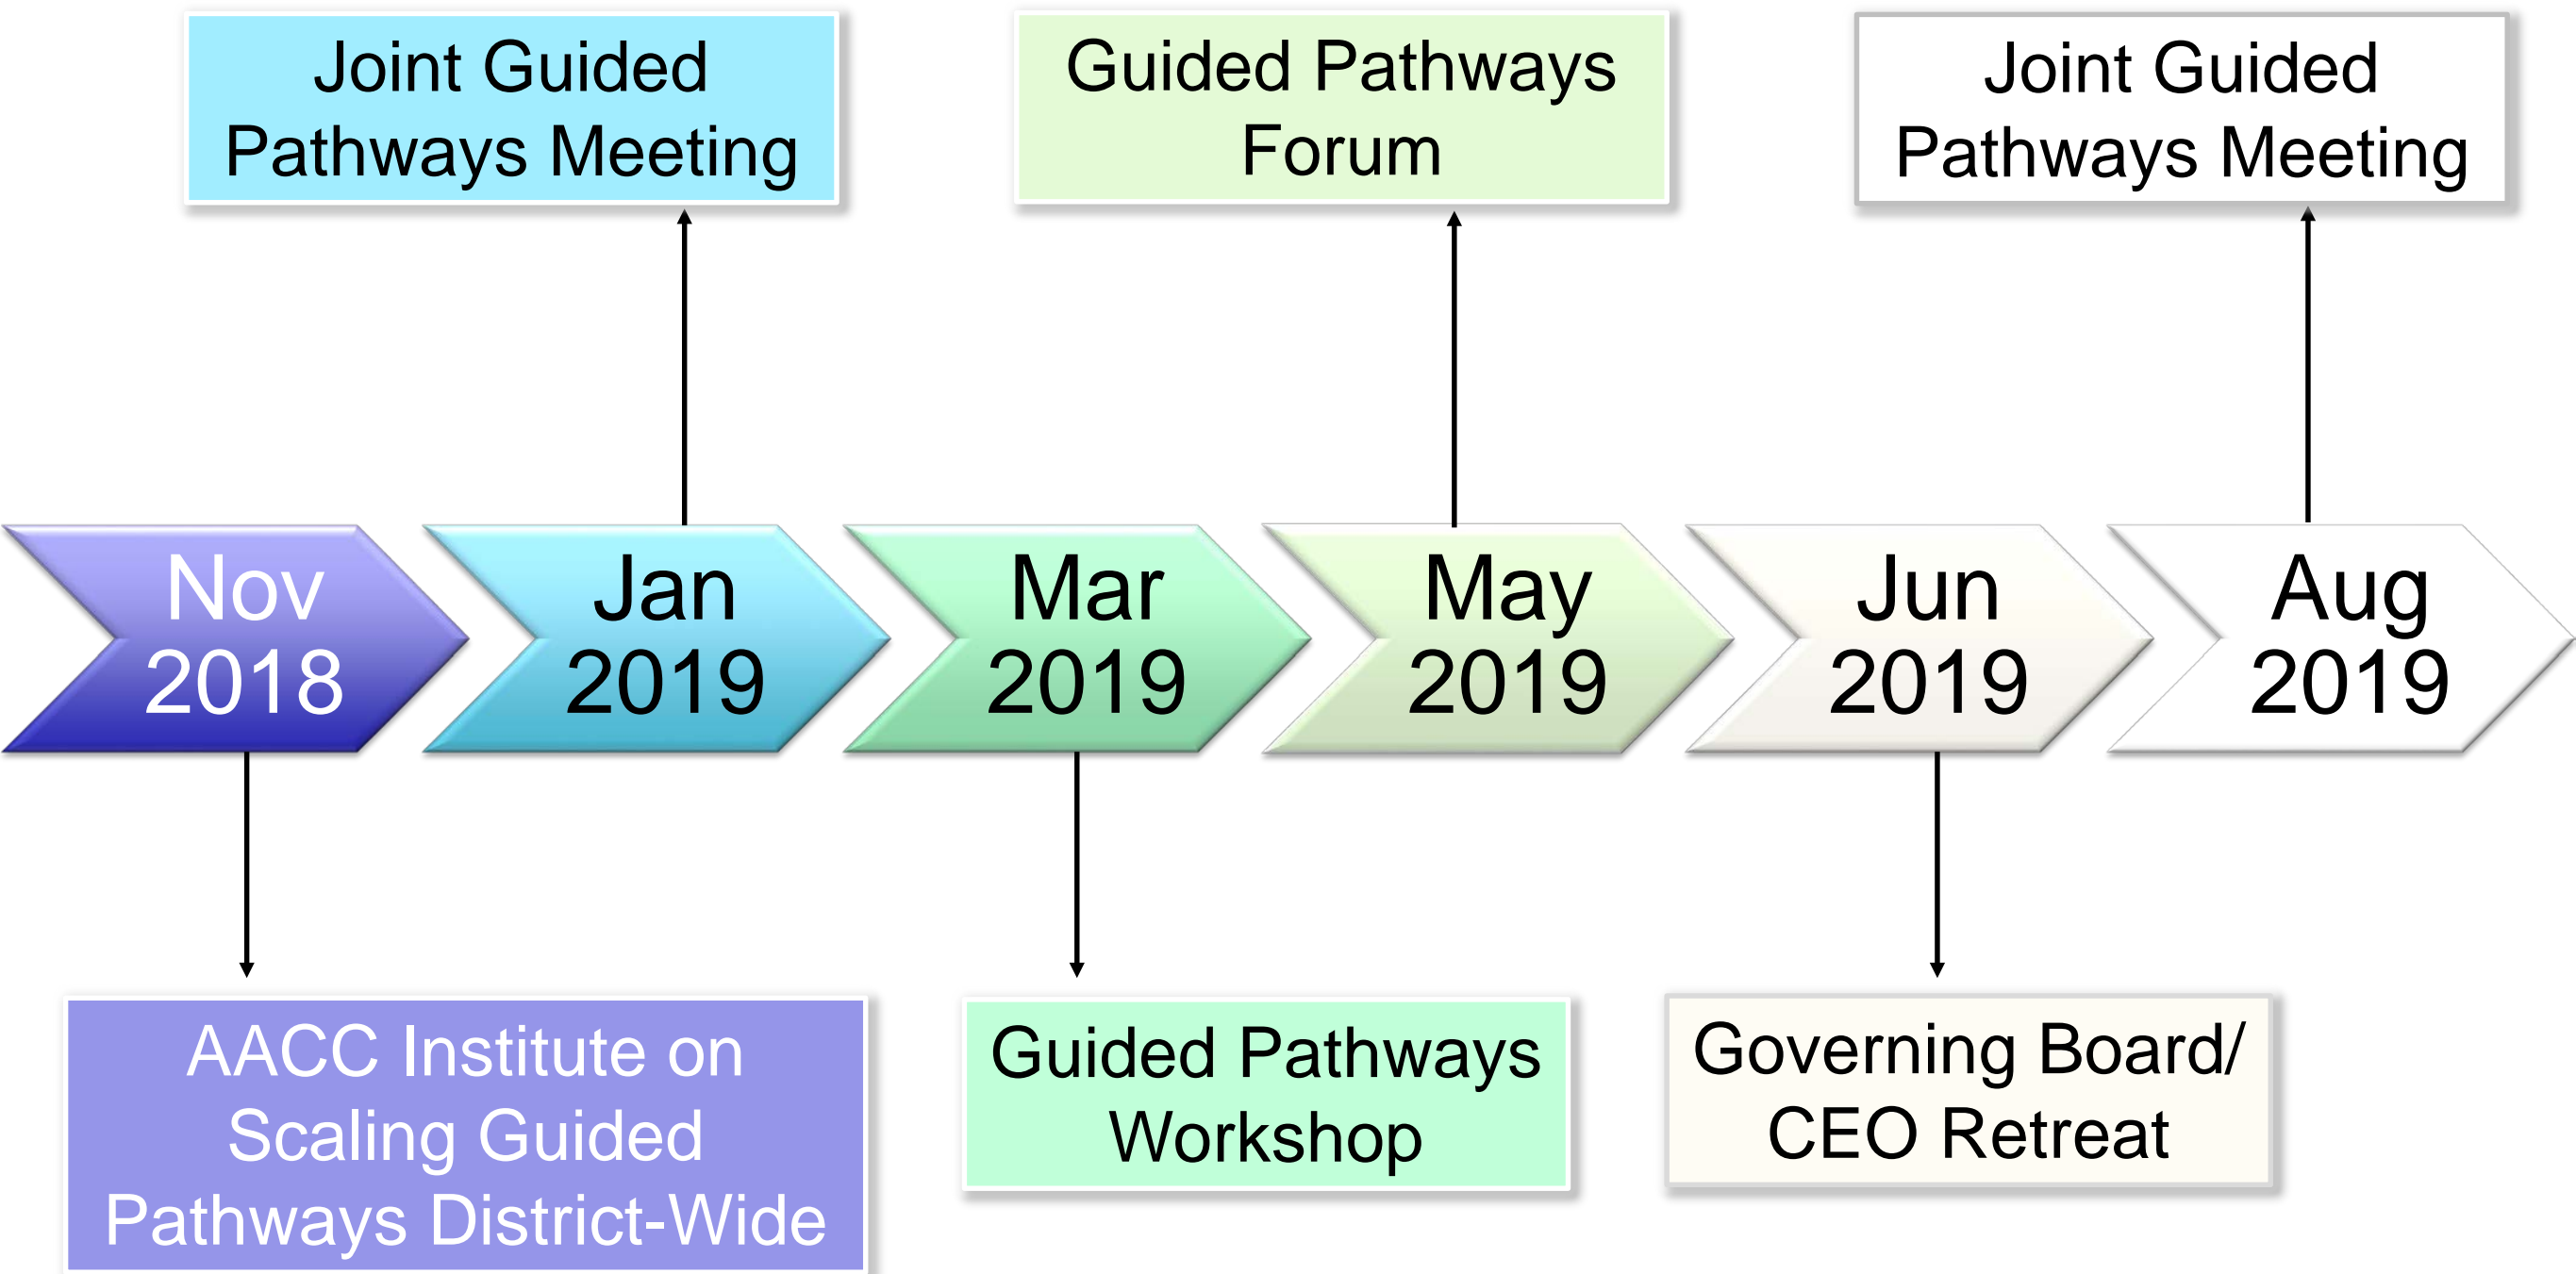 Joint Guided
Pathways Meeting
Guided Pathways
Forum
Joint Guided
Pathways Meeting
Nov
2018
Jan
2019
Mar
2019
May
2019
Jun
2019
Aug
2019
AACC Institute on
Scaling Guided
Pathways District-Wide
Guided Pathways
Workshop
Governing Board/
CEO Retreat